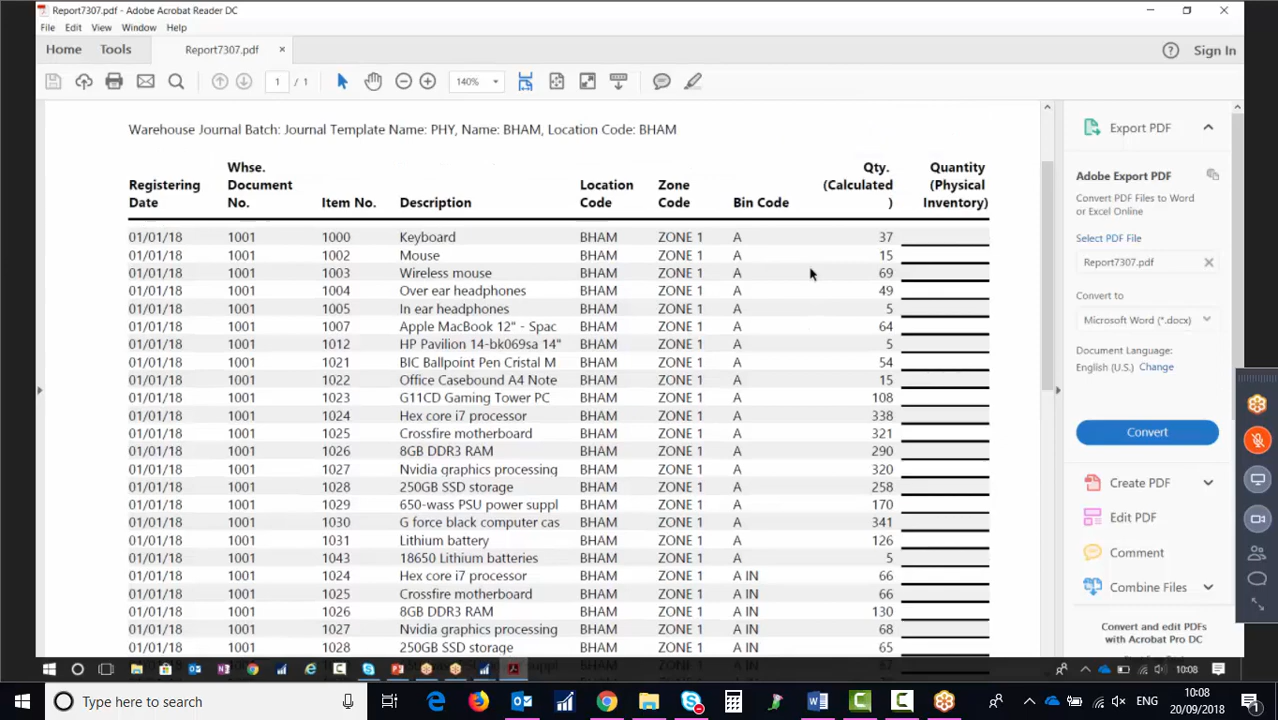 Report7307.pdf - Adobe Acrobat Reader DC
File Edit View Window Help
Home Tools Report7307.pdf × Sign In
1 / 1 140%
Warehouse Journal Batch: Journal Template Name: PHY, Name: BHAM, Location Code: BHAM
Whse. Qty. Quantity
Registering Document Location Zone (Calculated (Physical
Date No. Item No. Description Code Code Bin Code ) Inventory)
01/01/18 1001 1000 Keyboard BHAM ZONE 1 A 37
01/01/18 1001 1002 Mouse BHAM ZONE 1 A 15
01/01/18 1001 1003 Wireless mouse BHAM ZONE 1 A 69
01/01/18 1001 1004 Over ear headphones BHAM ZONE 1 A 49
01/01/18 1001 1005 In ear headphones BHAM ZONE 1 A 5
01/01/18 1001 1007 Apple MacBook 12" - Spac BHAM ZONE 1 A 64
01/01/18 1001 1012 HP Pavilion 14-bk069sa 14" BHAM ZONE 1 A 5
01/01/18 1001 1021 BIC Ballpoint Pen Cristal M BHAM ZONE 1 A 54
01/01/18 1001 1022 Office Casebound A4 Note BHAM ZONE 1 A 15
01/01/18 1001 1023 G11CD Gaming Tower PC BHAM ZONE 1 A 108
01/01/18 1001 1024 Hex core i7 processor BHAM ZONE 1 A 338
01/01/18 1001 1025 Crossfire motherboard BHAM ZONE 1 A 321
01/01/18 1001 1026 8GB DDR3 RAM BHAM ZONE 1 A 290
01/01/18 1001 1027 Nvidia graphics processing BHAM ZONE 1 A 320
01/01/18 1001 1028 250GB SSD storage BHAM ZONE 1 A 258
01/01/18 1001 1029 650-wass PSU power suppl BHAM ZONE 1 A 170
01/01/18 1001 1030 G force black computer cas BHAM ZONE 1 A 341
01/01/18 1001 1031 Lithium battery BHAM ZONE 1 A 126
01/01/18 1001 1043 18650 Lithium batteries BHAM ZONE 1 A 5
01/01/18 1001 1024 Hex core i7 processor BHAM ZONE 1 A IN 66
01/01/18 1001 1025 Crossfire motherboard BHAM ZONE 1 A IN 66
01/01/18 1001 1026 8GB DDR3 RAM BHAM ZONE 1 A IN 130
01/01/18 1001 1027 Nvidia graphics processing BHAM ZONE 1 A IN 68
01/01/18 1001 1028 250GB SSD storage BHAM ZONE 1 A IN 65
Export PDF
Adobe Export PDF
Convert PDF Files to Word
or Excel Online
Select PDF File
Report7307.pdf ×
Convert to
Microsoft Word (*.docx)
Document Language:
English (U.S.) Change
Convert
Create PDF
Edit PDF
Comment
Combine Files
Convert and edit PDFs
with Acrobat Pro DC
10:08
Type here to search
ENG
10:08
20/09/2018